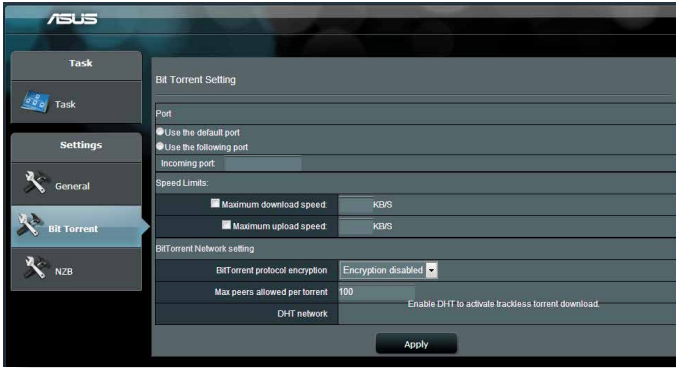 ASUS
Task
Task
Settings
General
Bit Torrent
NZB
Bit Torrent Setting
Port
Use the default port
Use the following port
Incoming port:
Speed Limits:
Maximum download speed: KB/S
Maximum upload speed: KB/S
BitTorrent Network setting
BitTorrent protocol encryption Encryption disabled
Max peers allowed per torrent 100
Enable DHT to activate trackless torrent download.
DHT network
Apply